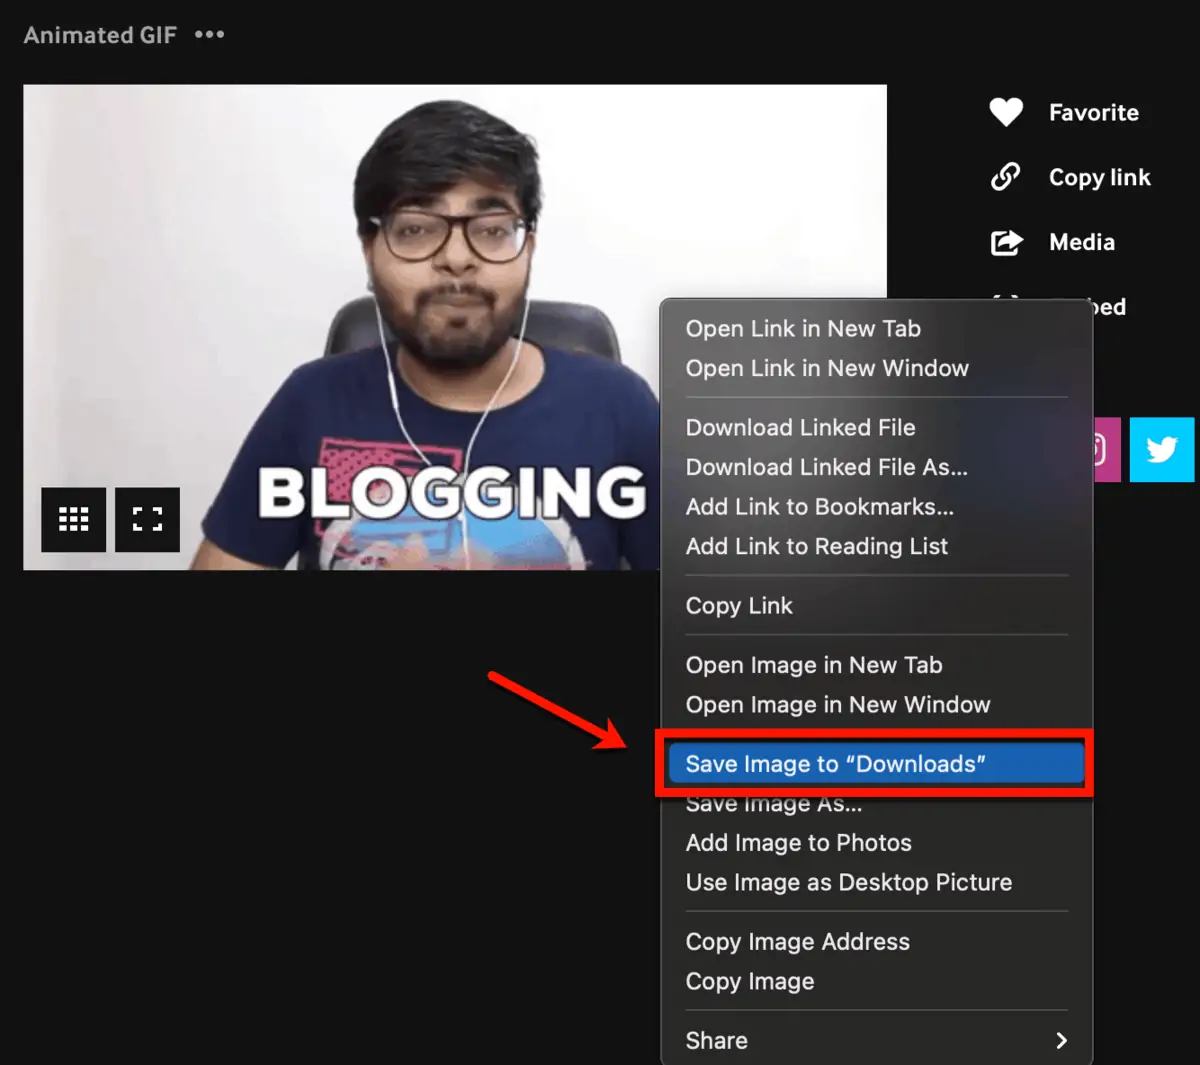 Animated GIF
Favorite
Copy link
Media
BLOGGING
Open Link in New Tab
Open Link in New Window
Download Linked File
Download Linked File As...
Add Link to Bookmarks...
Add Link to Reading List
Copy Link
Open Image in New Tab
Open Image in New Window
Save Image to “Downloads”
Save Image As...
Add Image to Photos
Use Image as Desktop Picture
Copy Image Address
Copy Image
Share